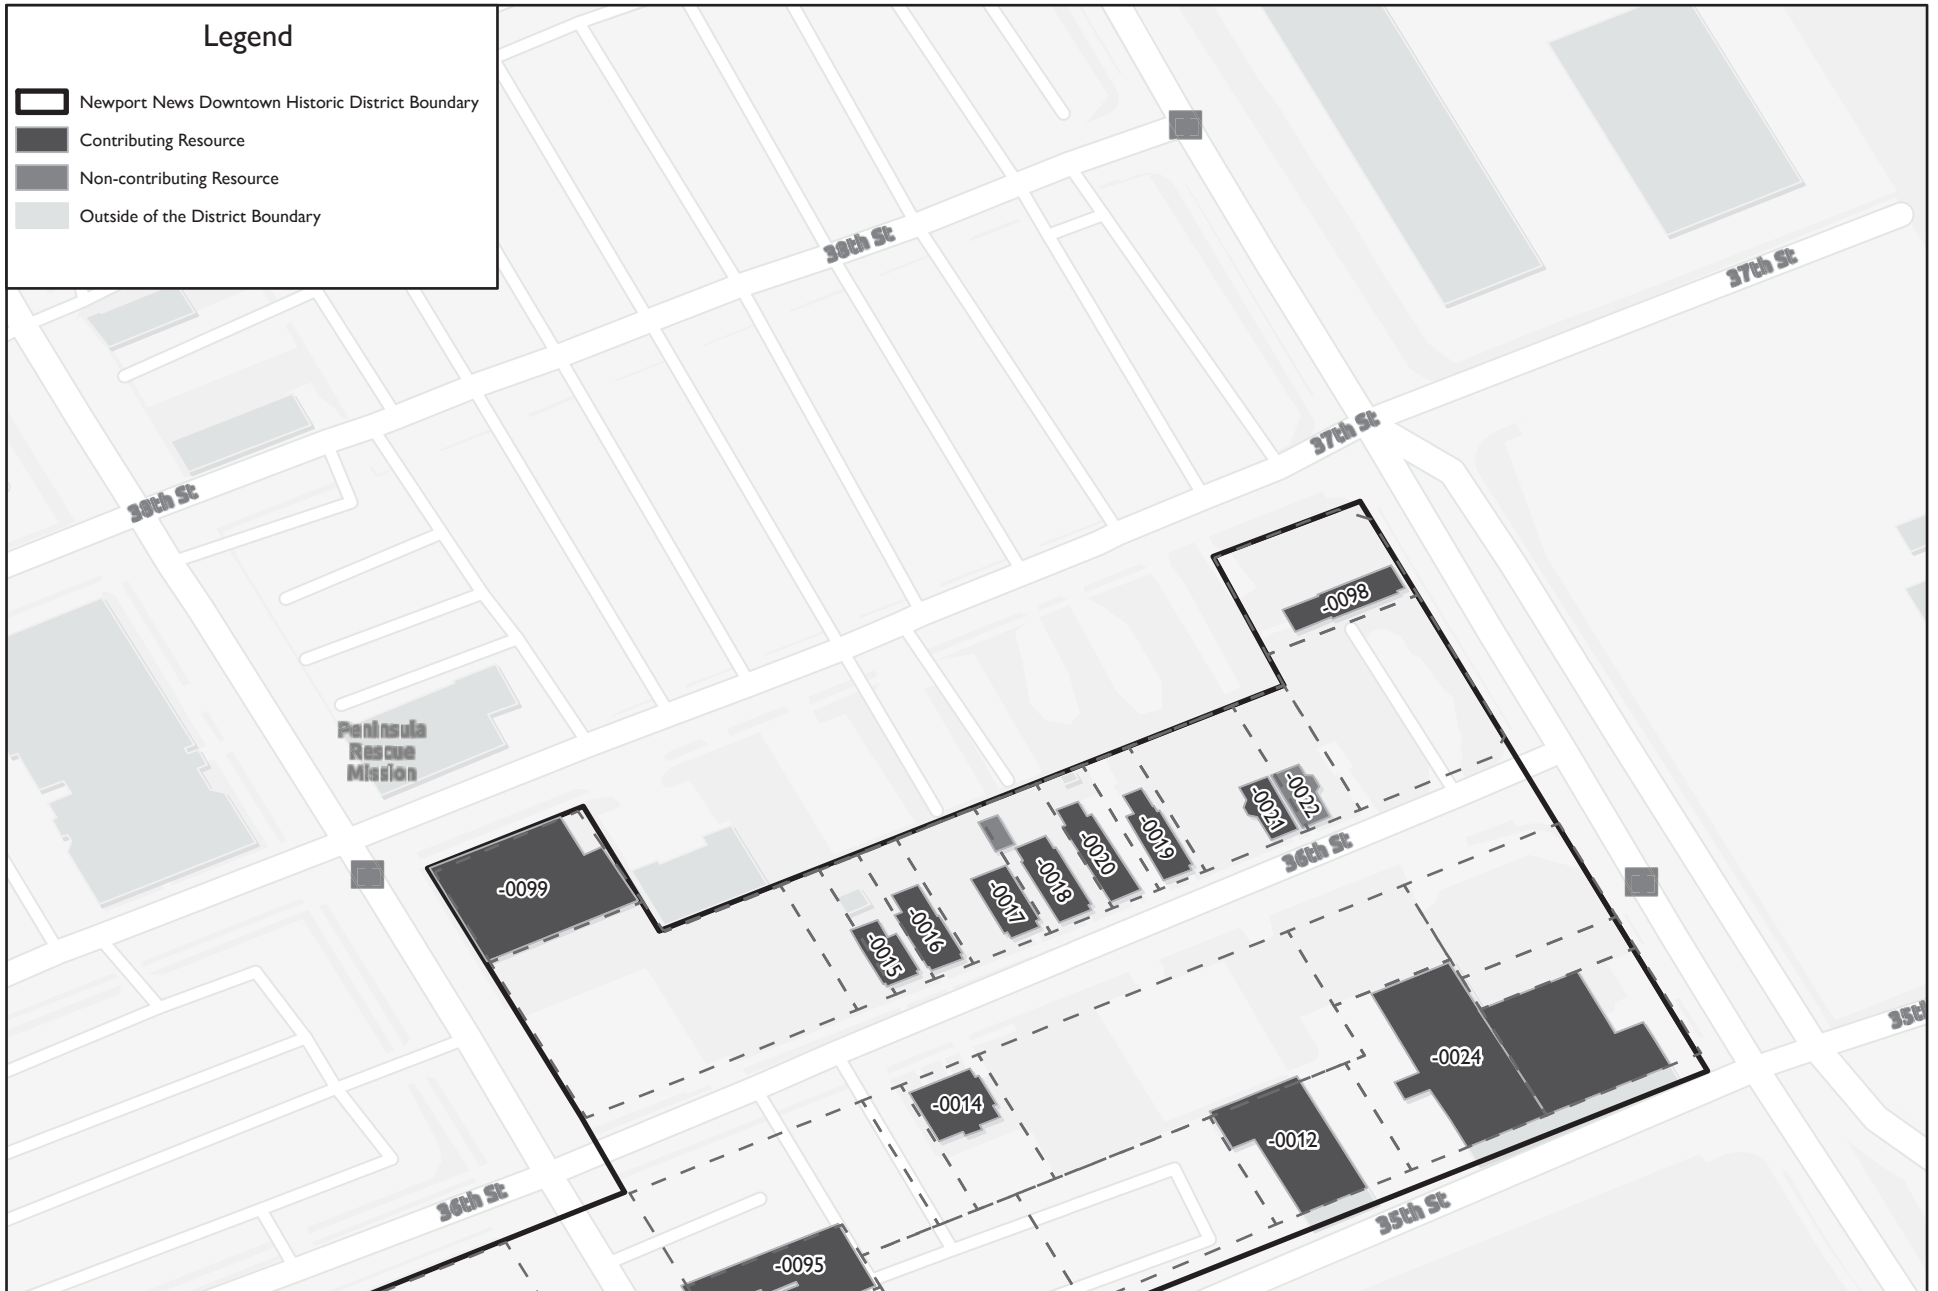 Legend
Newport News Downtown Historic District Boundary
Contributing Resource
Non-contributing Resource
Outside of the District Boundary
38th St
37th St
37th St
38th St
-0098
Peninsula
Rescue
Mission
-0022
-0021
-0019
-0020
36th St
-0018
-0017
-0099
-0016
-0015
-0024
-0014
-0012
36th St
35th St
-0095